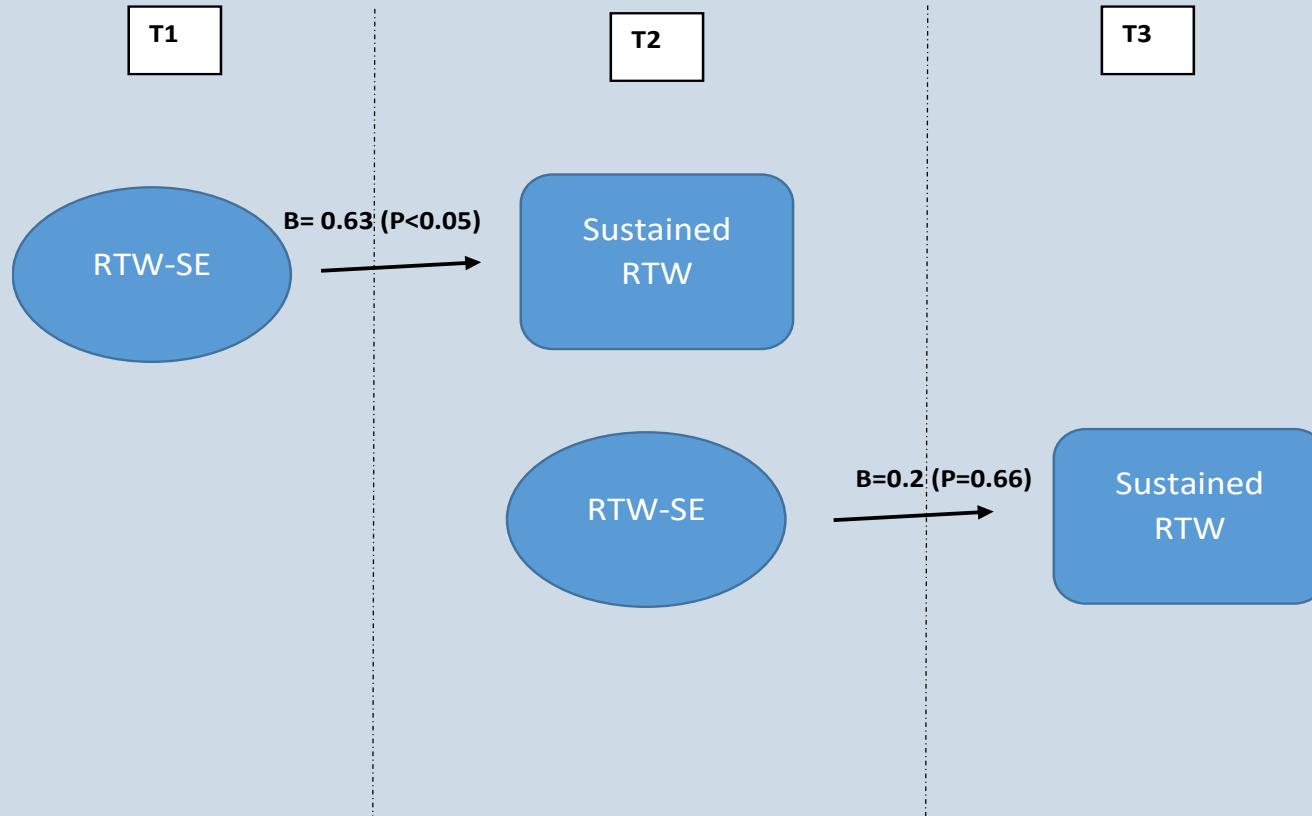 T1
T2
T3
B= 0.63 (P<0.05)
RTW-SE
Sustained
RTW
B=0.2 (P=0.66)
RTW-SE
Sustained
RTW